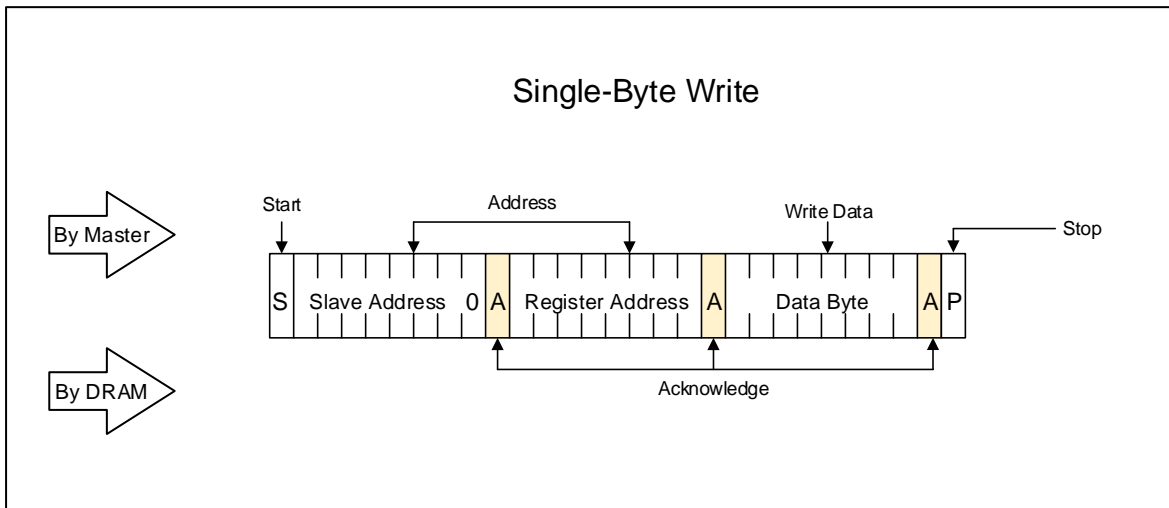 Single-Byte Write
Start
Address
Write Data
Stop
By Master
S Slave Address 0 A Register Address A Data Byte A P
By DRAM
Acknowledge